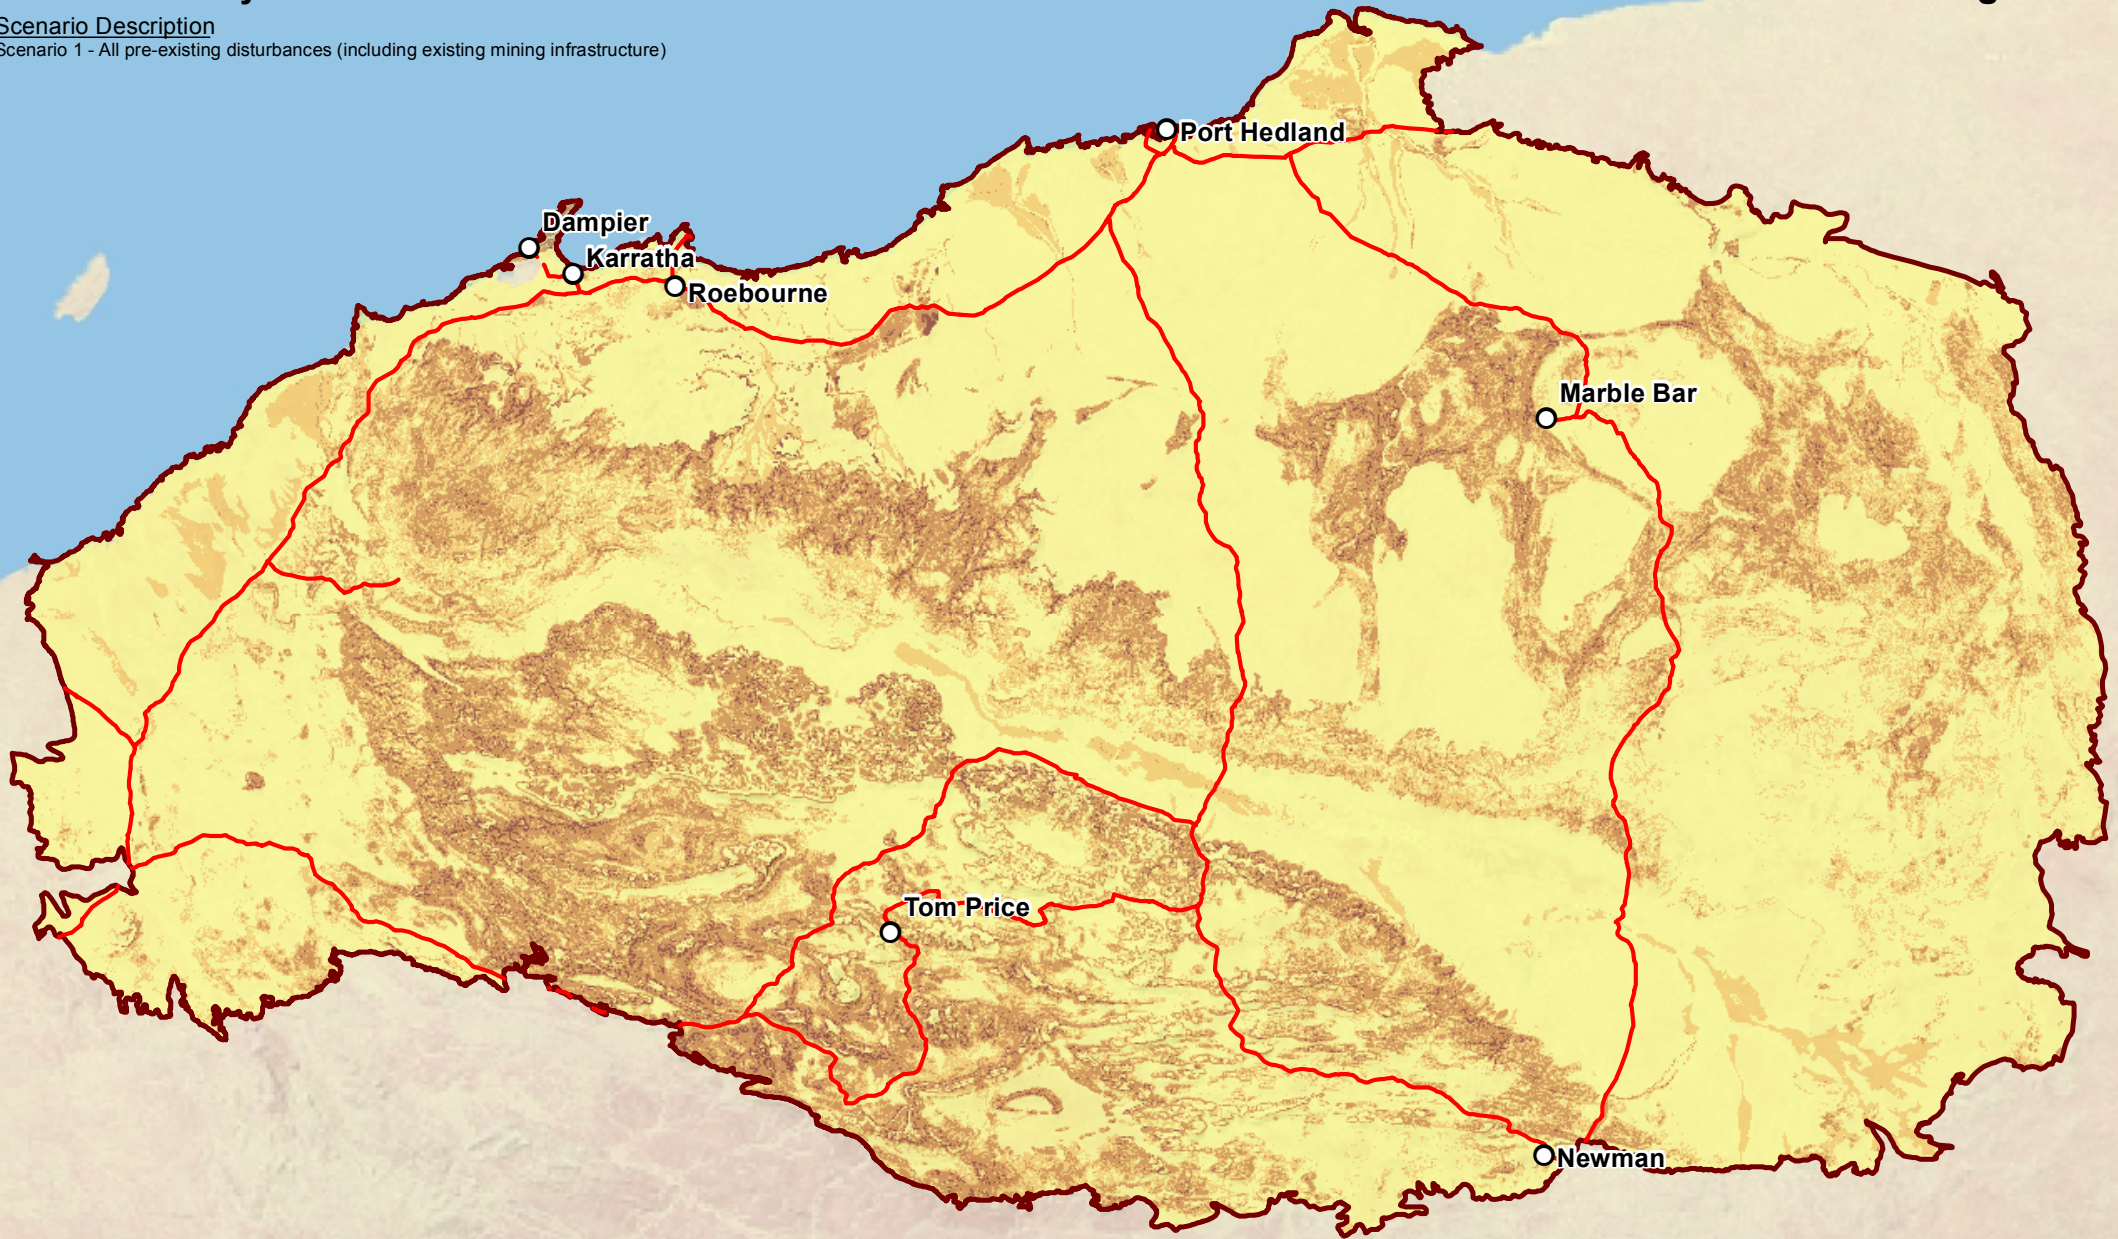 Scenario Description
Scenario 1 - All pre-existing disturbances (including existing mining infrastructure)
Port Hedland
Dampier
Karratha
Roebourne
Marble Bar
Tom Price
Newman